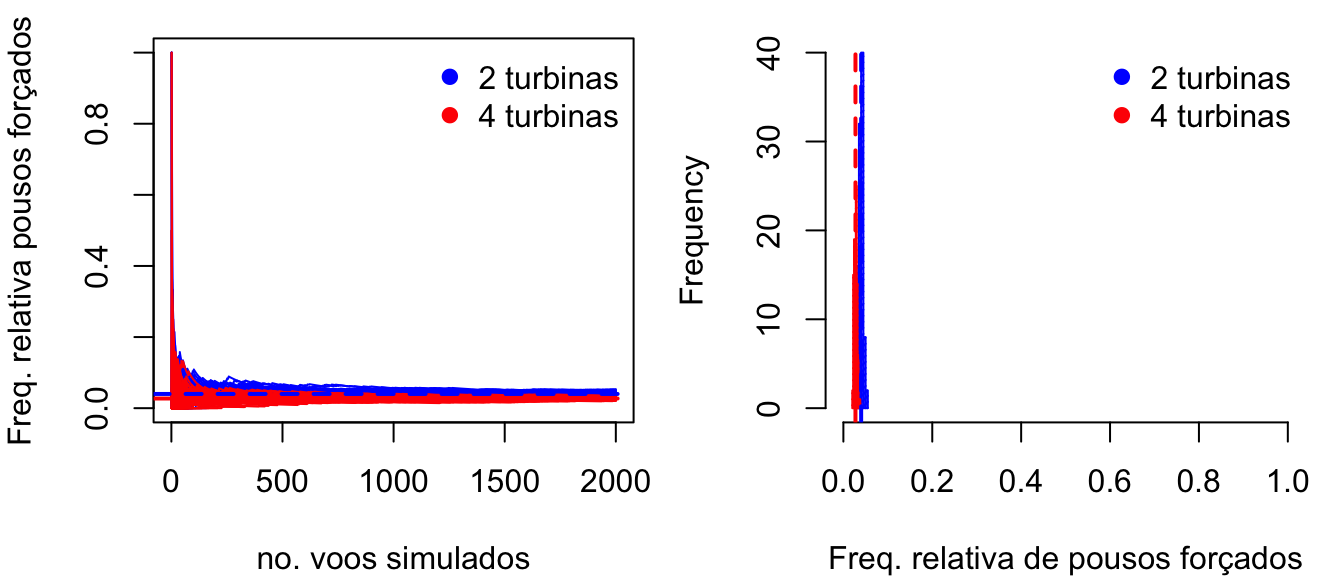 Freq. relativa pousos forçados
0.8
0.4
0.0
2 turbinas
4 turbinas
0 500 1000 1500 2000
no. voos simulados
Frequency
40
30
20
10
0
2 turbinas
4 turbinas
0.0 0.2 0.4 0.6 0.8 1.0
Freq. relativa de pousos forçados